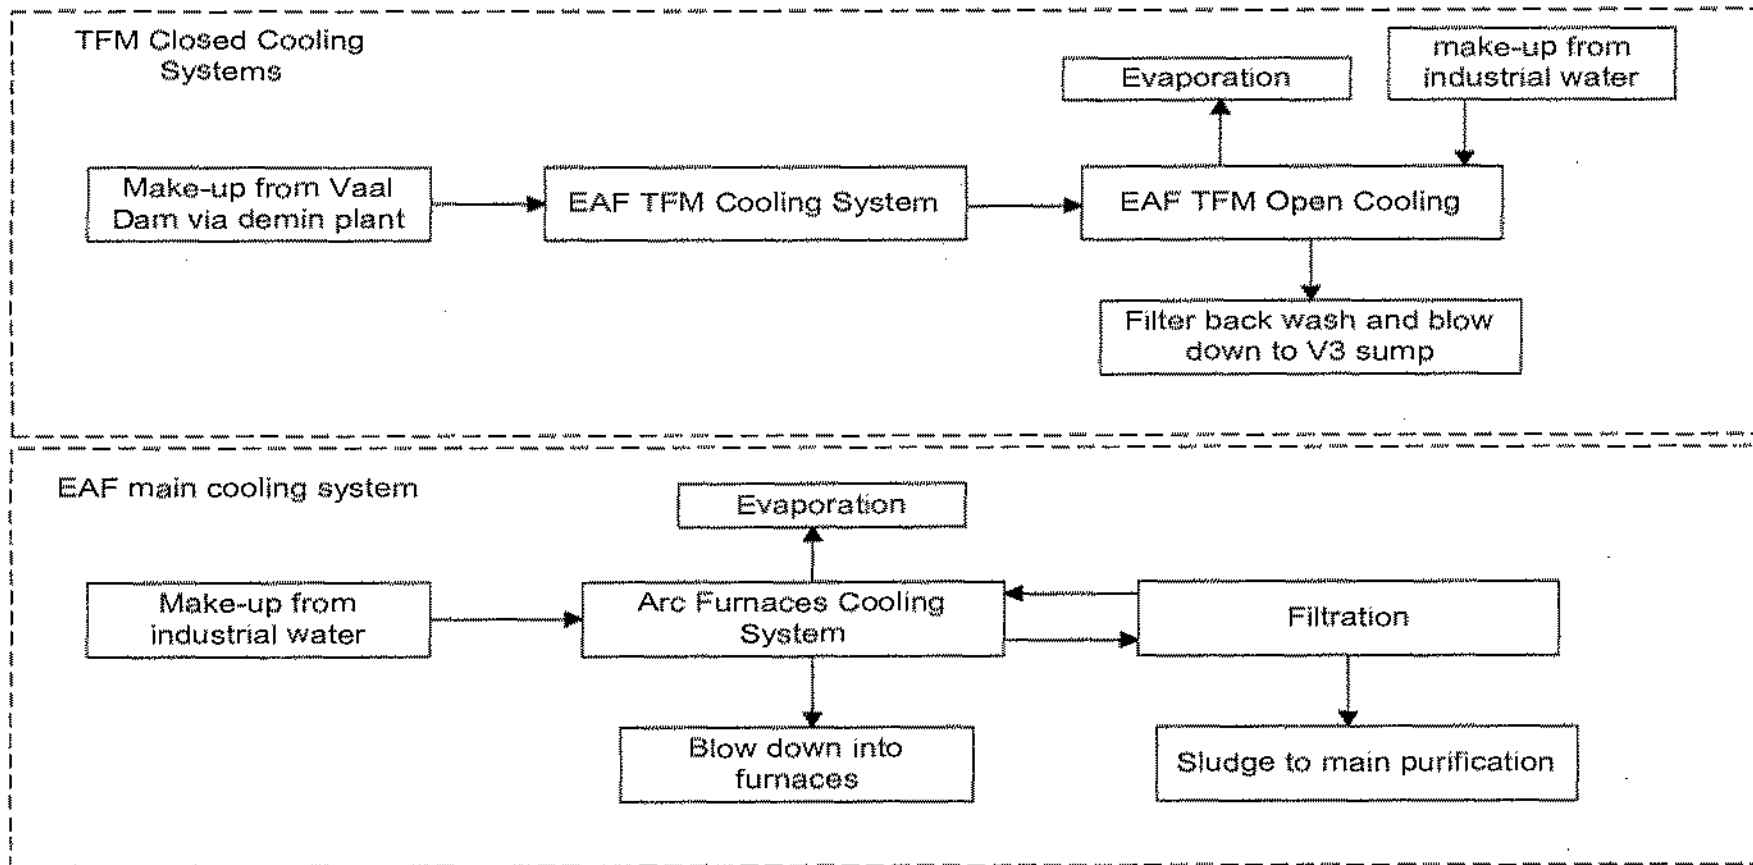 TFM Closed Cooling
Systems
Evaporation
make-up from
industrial water
Make-up from Vaal
Dam via demin plant
EAF TFM Cooling System
EAF TFM Open Cooling
Filter back wash and blow
down to V3 sump
EAF main cooling system
Evaporation
Make-up from
industrial water
Arc Furnaces Cooling
System
Filtration
Blow down into
furnaces
Sludge to main purification